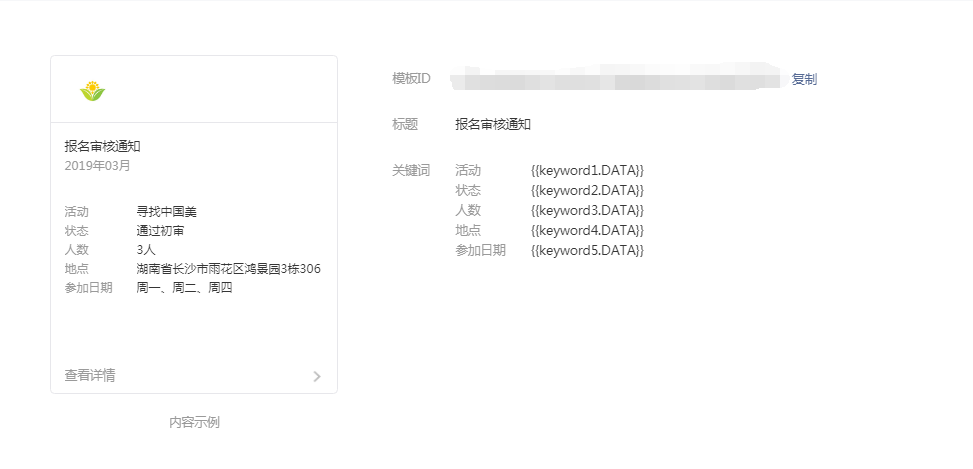 报名审核通知
2019年03月
活动 寻找中国美
状态 通过初审
人数 3人
地点 湖南省长沙市雨花区鸿景园3栋306
参加日期 周一、周二、周四
查看详情
内容示例
模板ID 复制
标题 报名审核通知
关键词 活动 {{keyword1.DATA}}
状态 {{keyword2.DATA}}
人数 {{keyword3.DATA}}
地点 {{keyword4.DATA}}
参加日期 {{keyword5.DATA}}